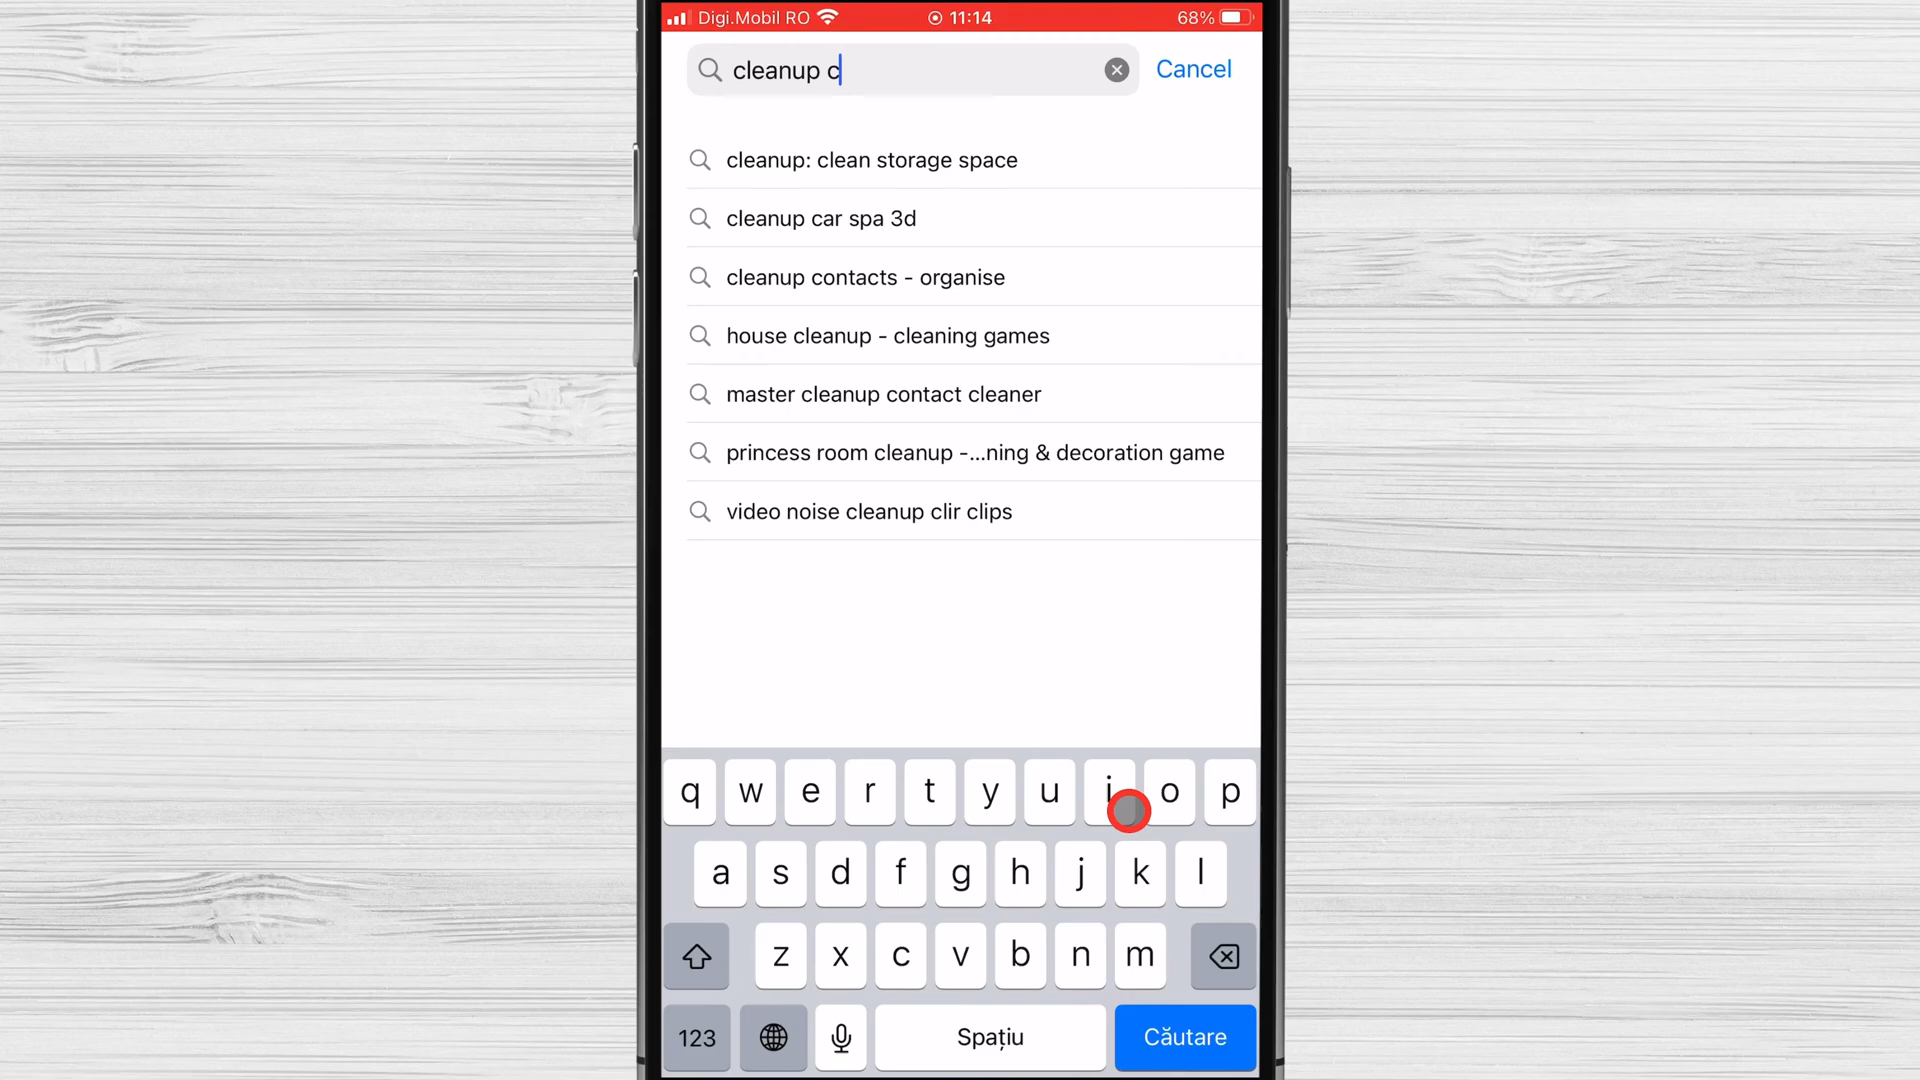 Digi.Mobil RO 11:14 68%
cleanup c Cancel
cleanup: clean storage space
cleanup car spa 3d
cleanup contacts - organise
house cleanup - cleaning games
master cleanup contact cleaner
princess room cleanup -...ning & decoration game
video noise cleanup clir clips
q w e r t y u i o p
a s d f g h j k l
z x c v b n m
123 Spațiu Căutare